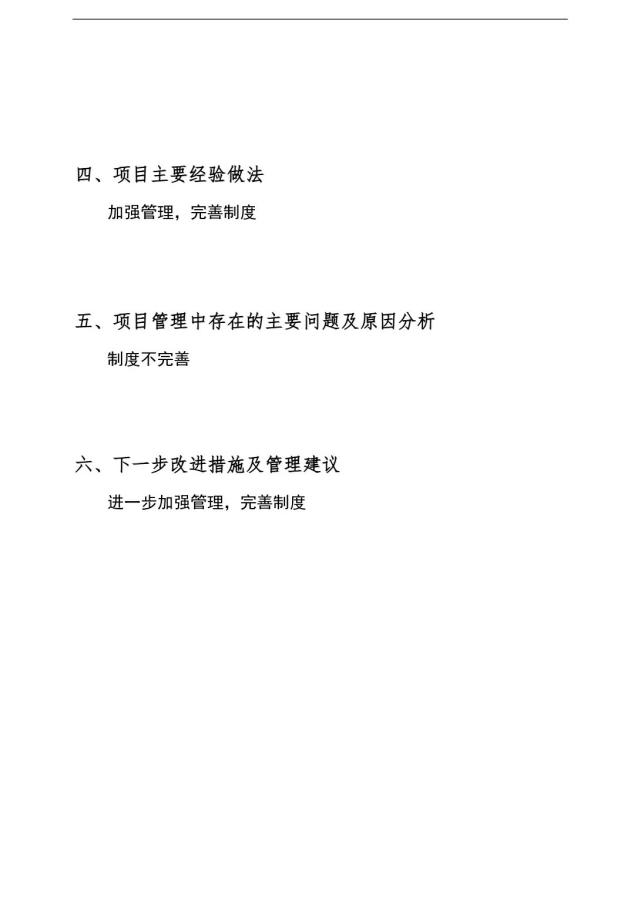 四、项目主要经验做法
加强管理，完善制度
五、项目管理中存在的主要问题及原因分析
制度不完善
六、下一步改进措施及管理建议
进一步加强管理，完善制度